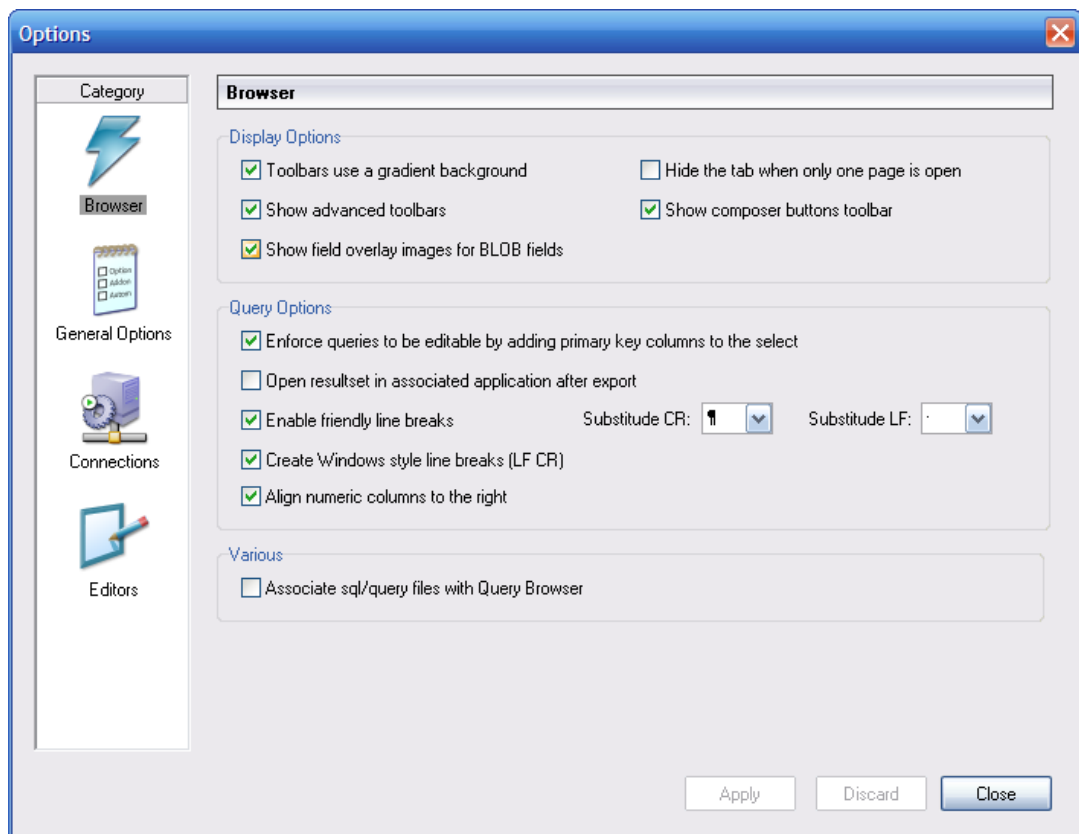 Options
Category
Browser
General Options
Option
Addon
Autom
Connections
Editors
Browser
Display Options
Toolbars use a gradient background
Hide the tab when only one page is open
Show advanced toolbars
Show composer buttons toolbar
Show field overlay images for BLOB fields
Query Options
Enforce queries to be editable by adding primary key columns to the select
Open resultset in associated application after export
Enable friendly line breaks
Substitude CR: ¶
Substitude LF: ·
Create Windows style line breaks (LF CR)
Align numeric columns to the right
Various
Associate sql/query files with Query Browser
Apply
Discard
Close